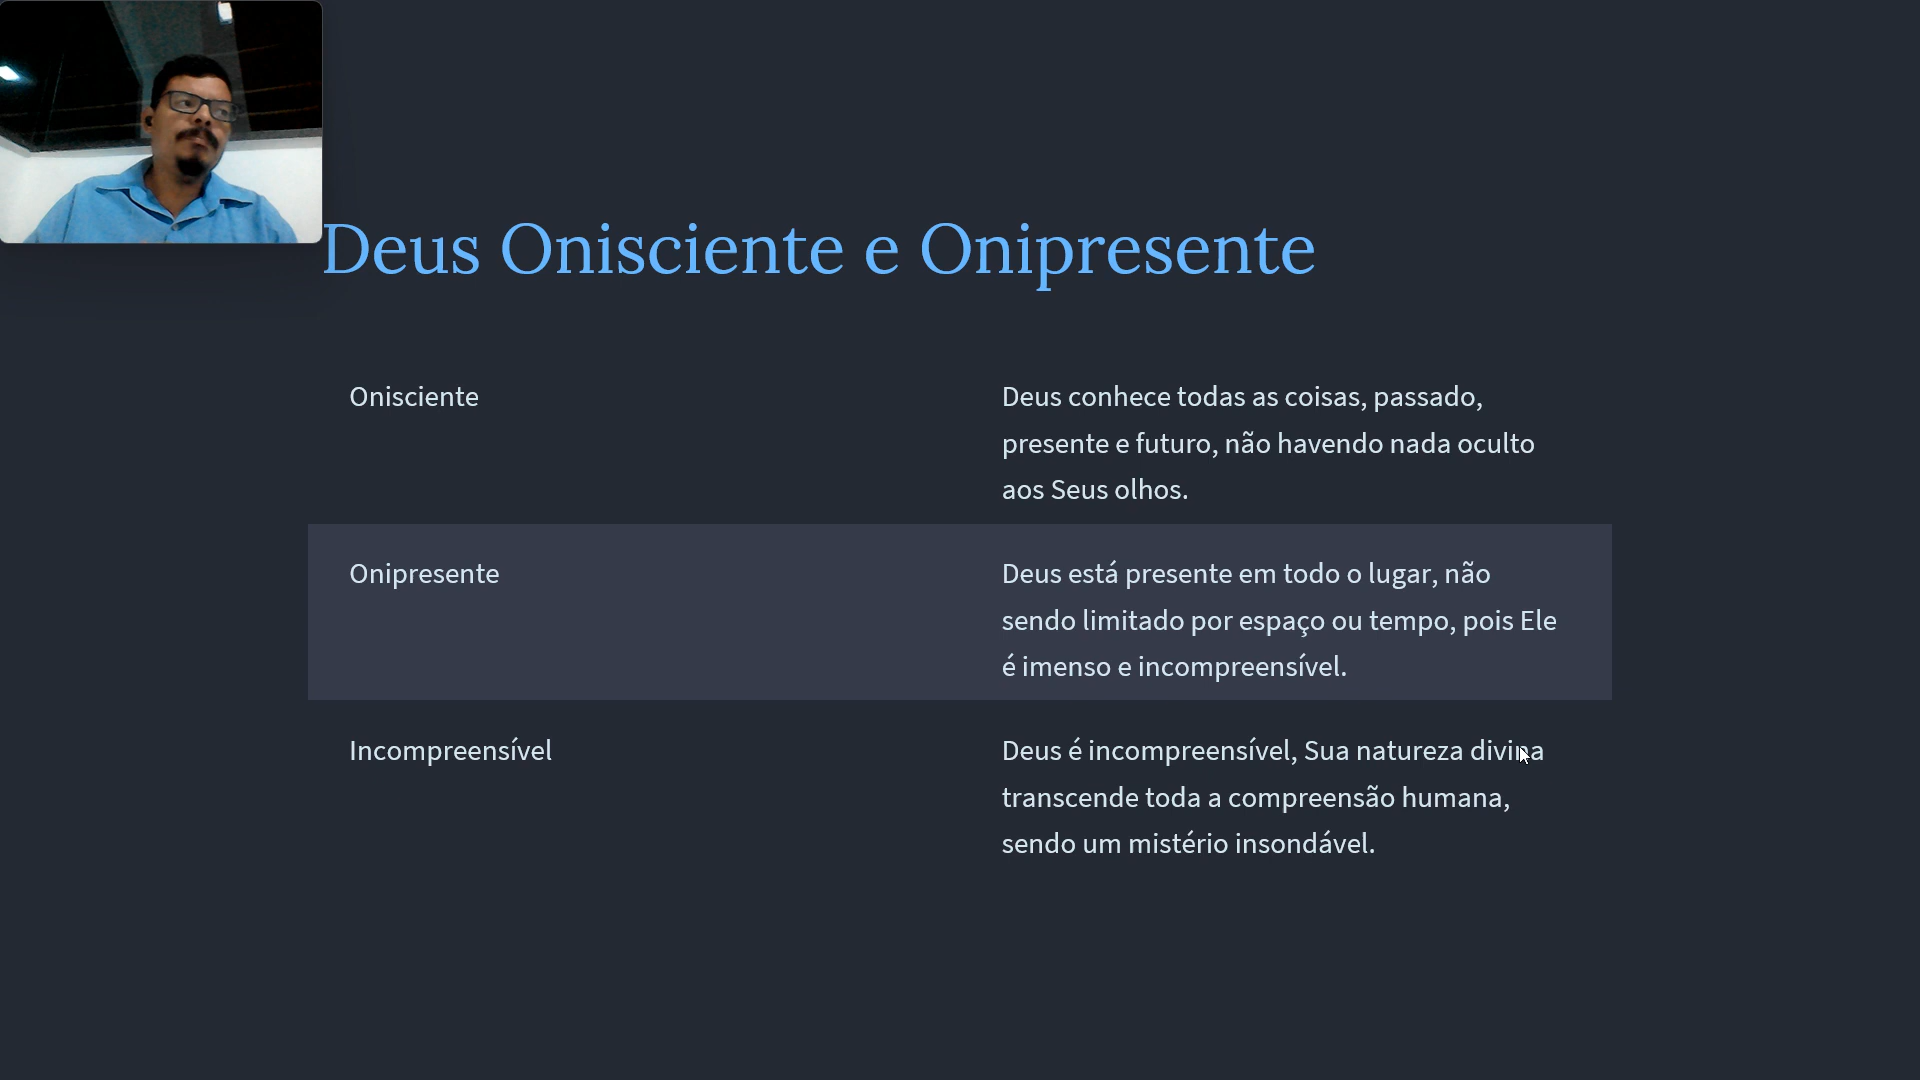 Deus Onisciente e Onipresente
Onisciente
Deus conhece todas as coisas, passado,
presente e futuro, não havendo nada oculto
aos Seus olhos.
Onipresente
Deus está presente em todo o lugar, não
sendo limitado por espaço ou tempo, pois Ele
é imenso e incompreensível.
Incompreensível
Deus é incompreensível, Sua natureza divina
transcende toda a compreensão humana,
sendo um mistério insondável.